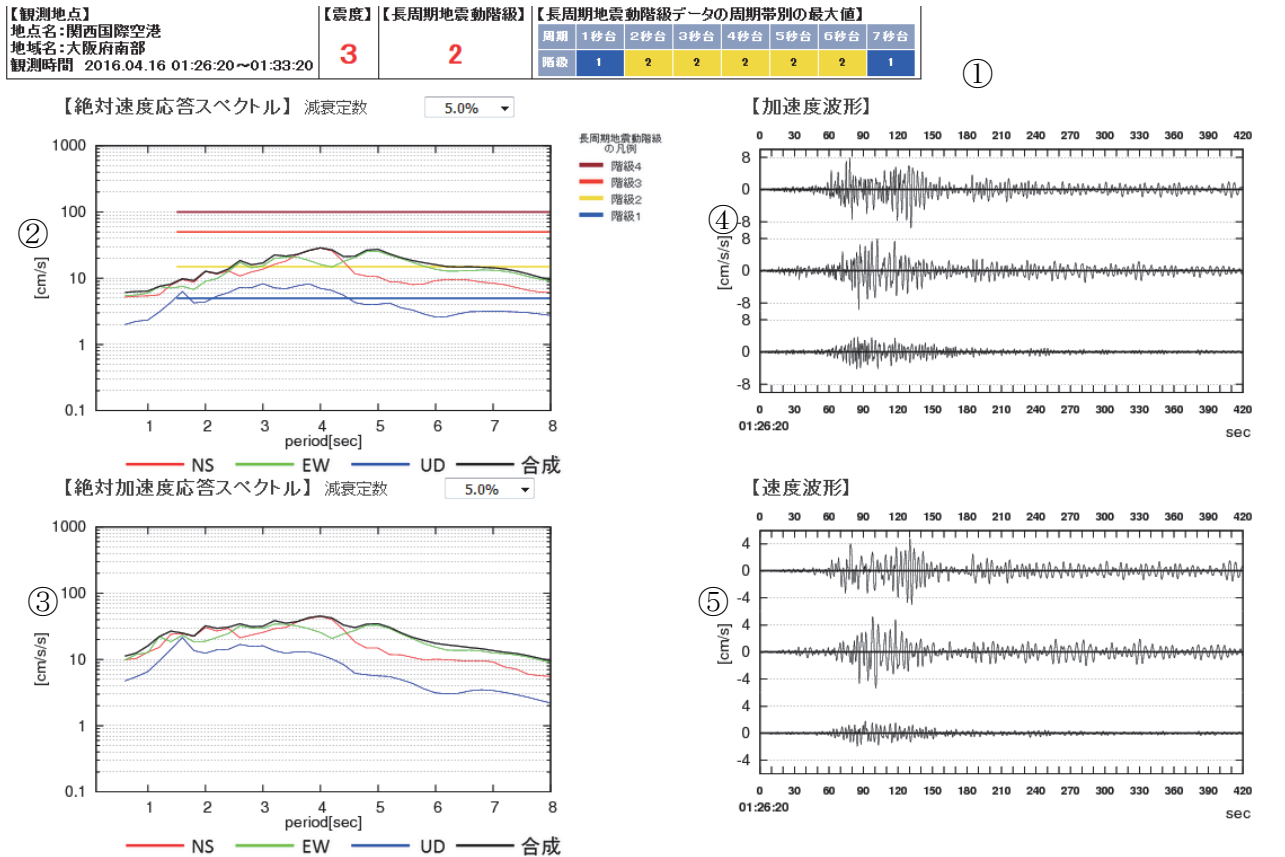 【観測地点】
地点名:関西国際空港
地域名:大阪府南部
観測時間 2016.04.16 01:26:20～01:33:20
【震度】
3
【長周期地震動階級】
2
【長周期地震動階級データの周期帯別の最大値】
周期 1秒台 2秒台 3秒台 4秒台 5秒台 6秒台 7秒台
階級 1 2 2 2 2 2 1
①
【絶対速度応答スペクトル】 減衰定数 5.0%
②
1000
100
10
1
0.1
[cm/s]
1 2 3 4 5 6 7 8
period[sec]
NS EW UD 合成
長周期地震動階級
の凡例
階級4
階級3
階級2
階級1
【加速度波形】
④
0 30 60 90 120 150 180 210 240 270 300 330 360 390 420
8
0
-8
8
0
-8
8
0
-8
[cm/s/s]
0 30 60 90 120 150 180 210 240 270 300 330 360 390 420
01:26:20
sec
【絶対加速度応答スペクトル】 減衰定数 5.0%
③
1000
100
10
1
0.1
[cm/s/s]
1 2 3 4 5 6 7 8
period[sec]
NS EW UD 合成
【速度波形】
⑤
0 30 60 90 120 150 180 210 240 270 300 330 360 390 420
4
0
-4
4
0
-4
4
0
-4
[cm/s]
0 30 60 90 120 150 180 210 240 270 300 330 360 390 420
01:26:20
sec